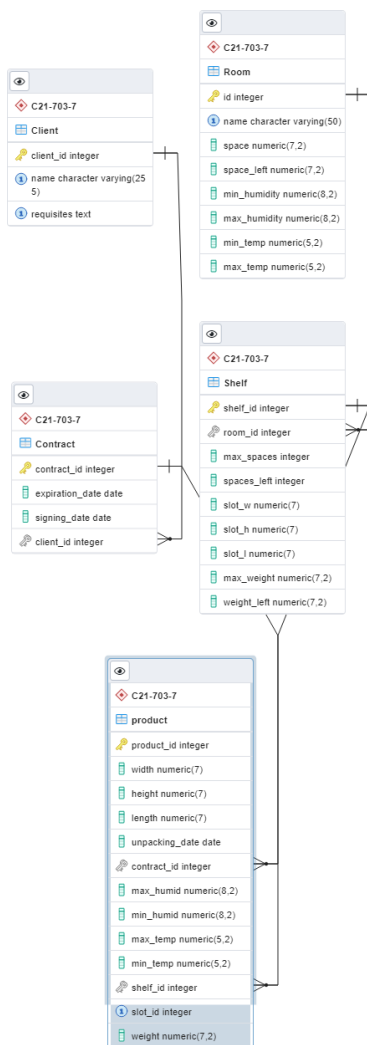 C21-703-7
Room
id integer
name character varying(50)
space numeric(7,2)
space_left numeric(7,2)
min_humidity numeric(8,2)
max_humidity numeric(8,2)
min_temp numeric(5,2)
max_temp numeric(5,2)
C21-703-7
Client
client_id integer
name character varying(25
5)
requisites text
C21-703-7
Shelf
shelf_id integer
room_id integer
max_spaces integer
spaces_left integer
slot_w numeric(7)
slot_h numeric(7)
slot_l numeric(7)
max_weight numeric(7,2)
weight_left numeric(7,2)
C21-703-7
Contract
contract_id integer
expiration_date date
signing_date date
client_id integer
C21-703-7
product
product_id integer
width numeric(7)
height numeric(7)
length numeric(7)
unpacking_date date
contract_id integer
max_humid numeric(8,2)
min_humid numeric(8,2)
max_temp numeric(5,2)
min_temp numeric(5,2)
shelf_id integer
slot_id integer
weight numeric(7,2)